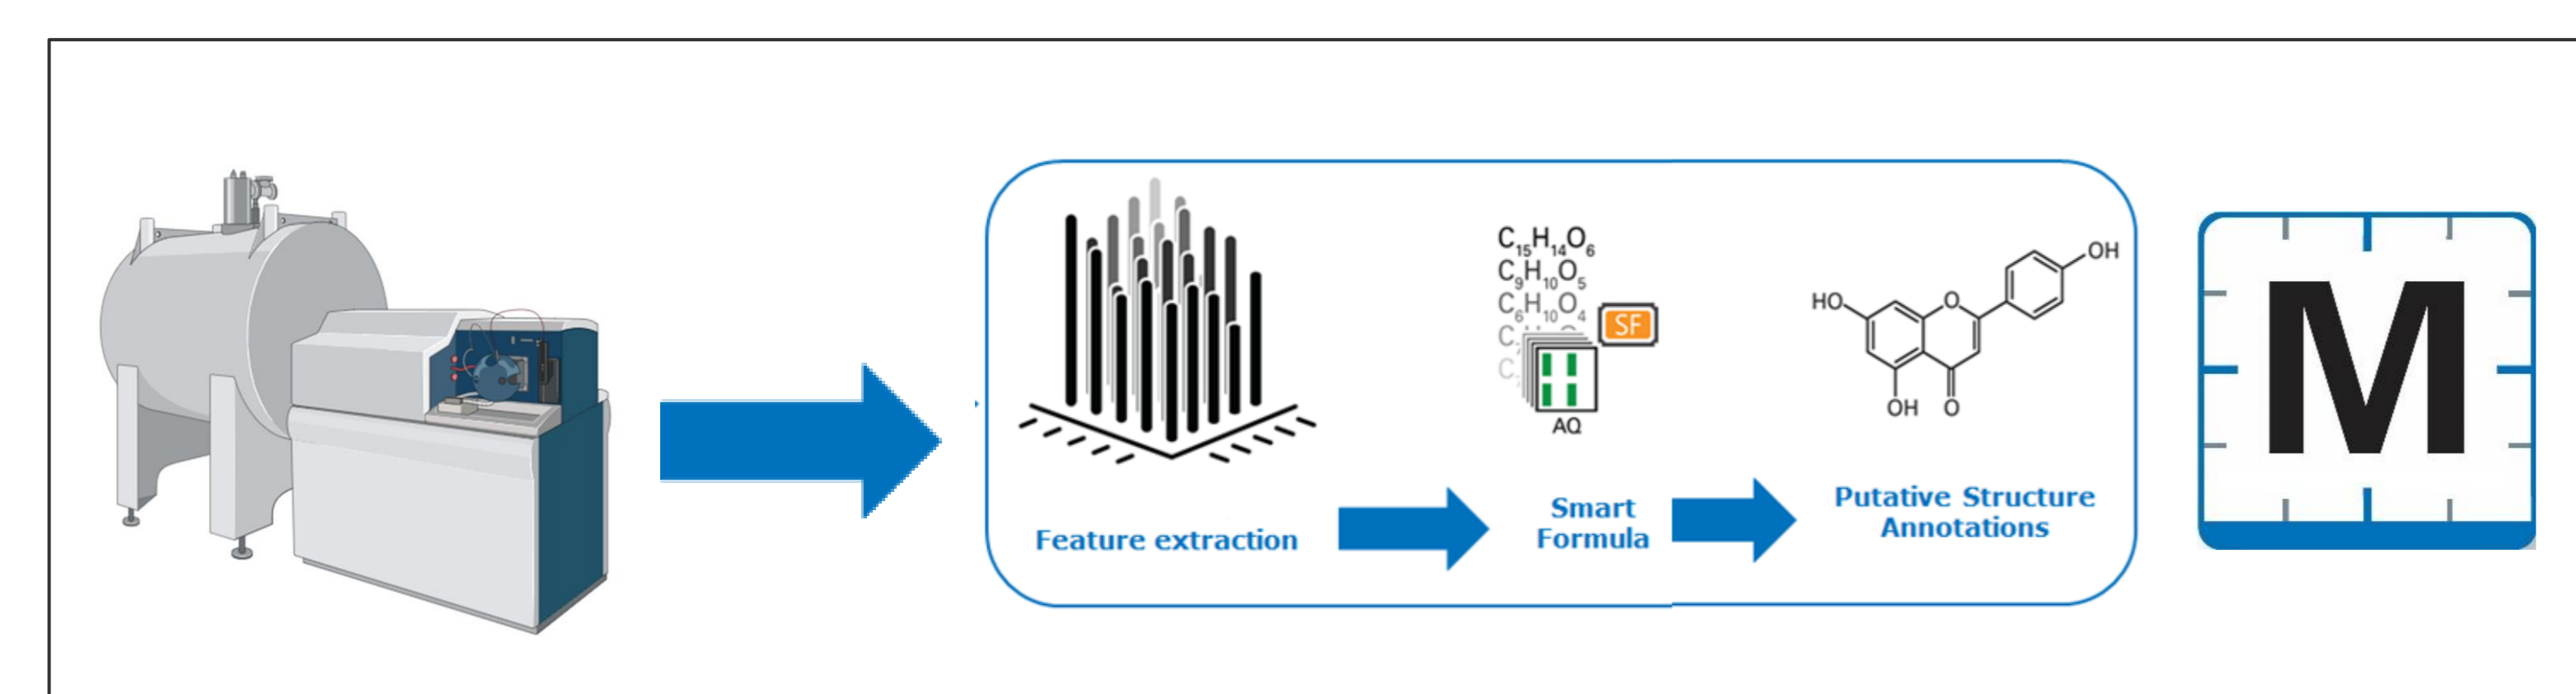 C15H14O6
C9H10O5
C6H10O4
SF
AQ
HO
O
OH
OH
O
M
Feature extraction
Smart
Formula
Putative Structure
Annotations